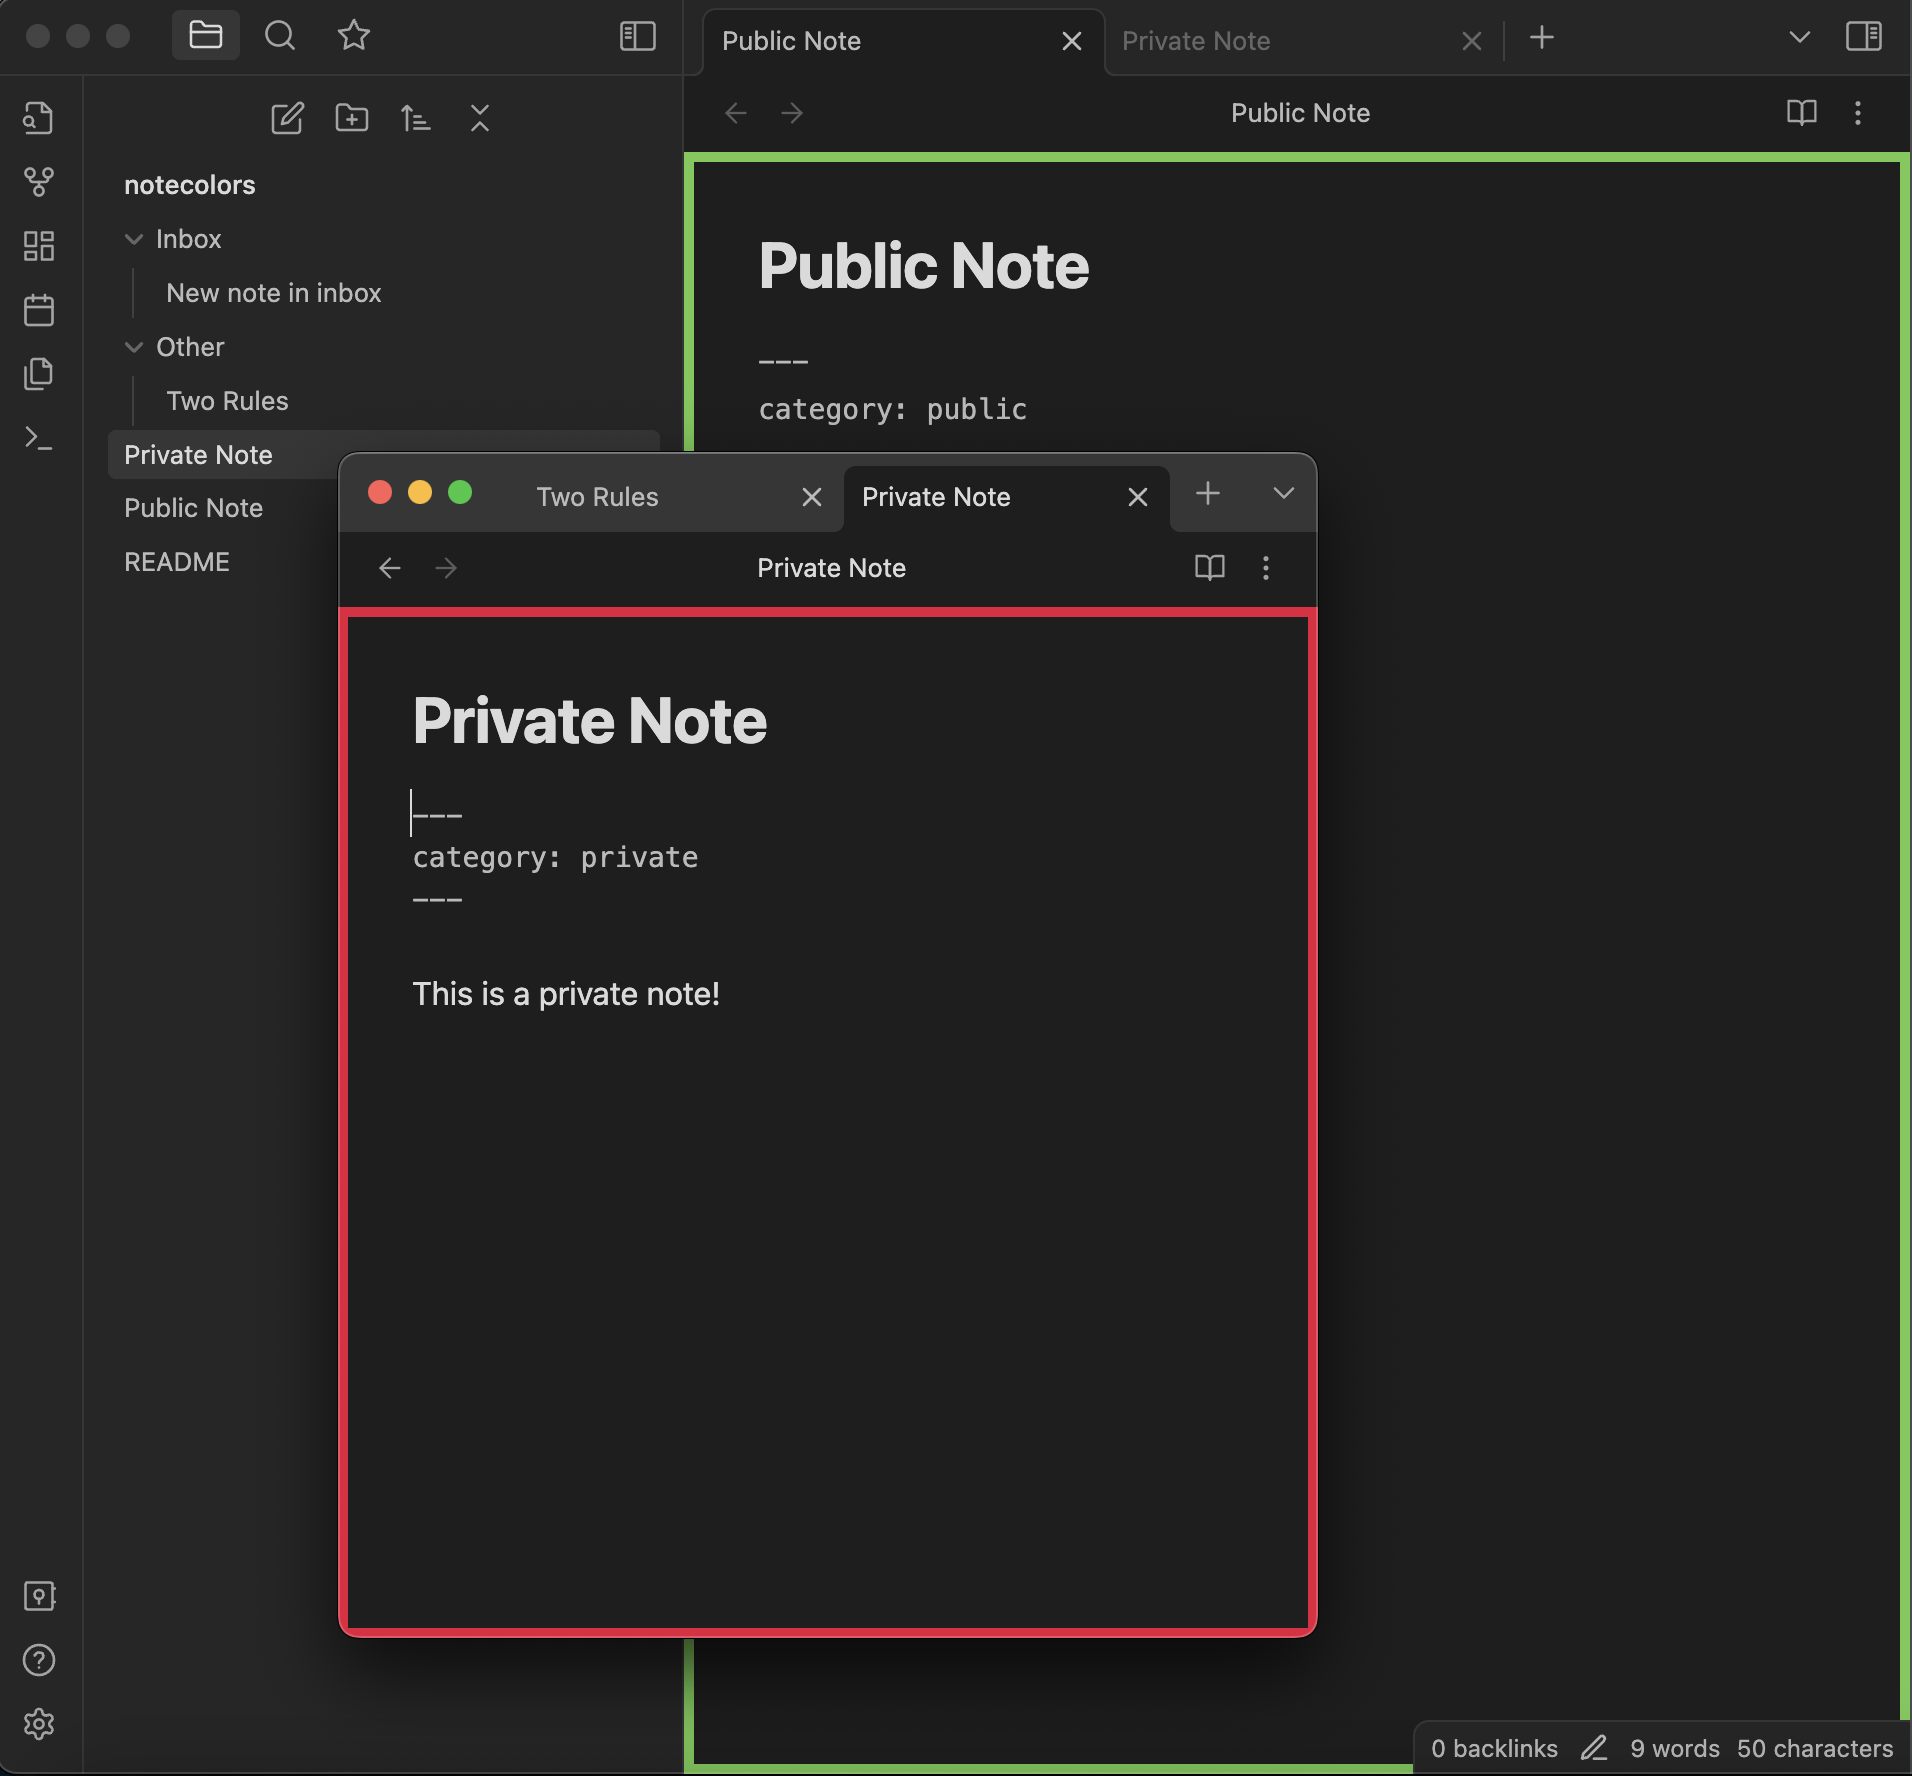 Public Note
Private Note
Public Note
notecolors
Inbox
New note in inbox
Other
Two Rules
Private Note
Public Note
README
Public Note
---
category: public
Two Rules
Private Note
Private Note
Private Note
---
category: private
---
This is a private note!
0 backlinks 9 words 50 characters